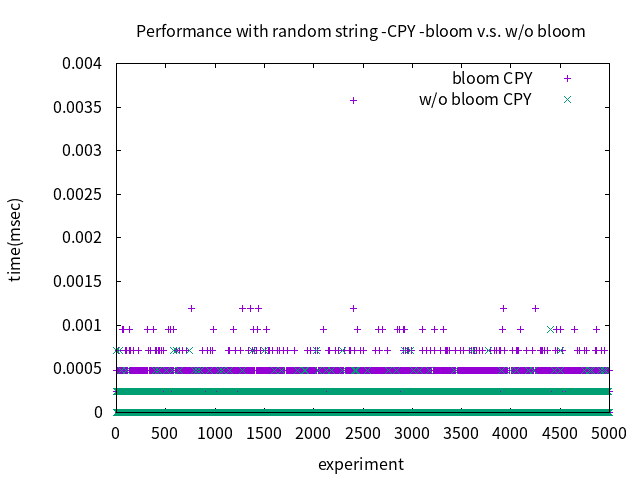 Performance with random string -CPY -bloom v.s. w/o bloom
0.004
bloom CPY
w/o bloom CPY
0.0035
0.003
0.0025
0.002
0.0015
0.001
0.0005
0
time(msec)
0 500 1000 1500 2000 2500 3000 3500 4000 4500 5000
experiment